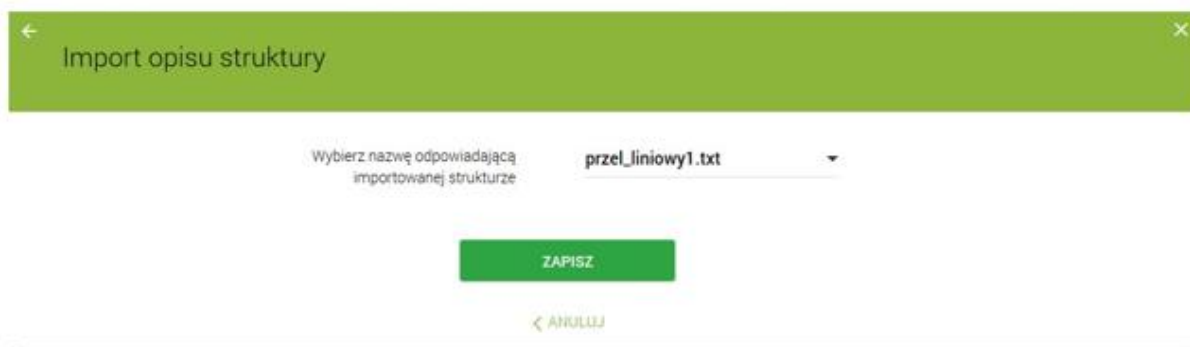 Import opisu struktury
Wybierz nazwę odpowiadającą
importowanej strukturze
przel_liniowy1.txt
ZAPISZ
ANULUJ